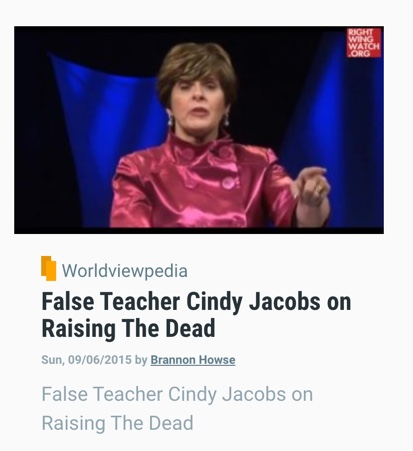 RIGHT
WING
WATCH
.ORG
Worldviewpedia
False Teacher Cindy Jacobs on
Raising The Dead
Sun, 09/06/2015 by Brannon Howse
False Teacher Cindy Jacobs on
Raising The Dead